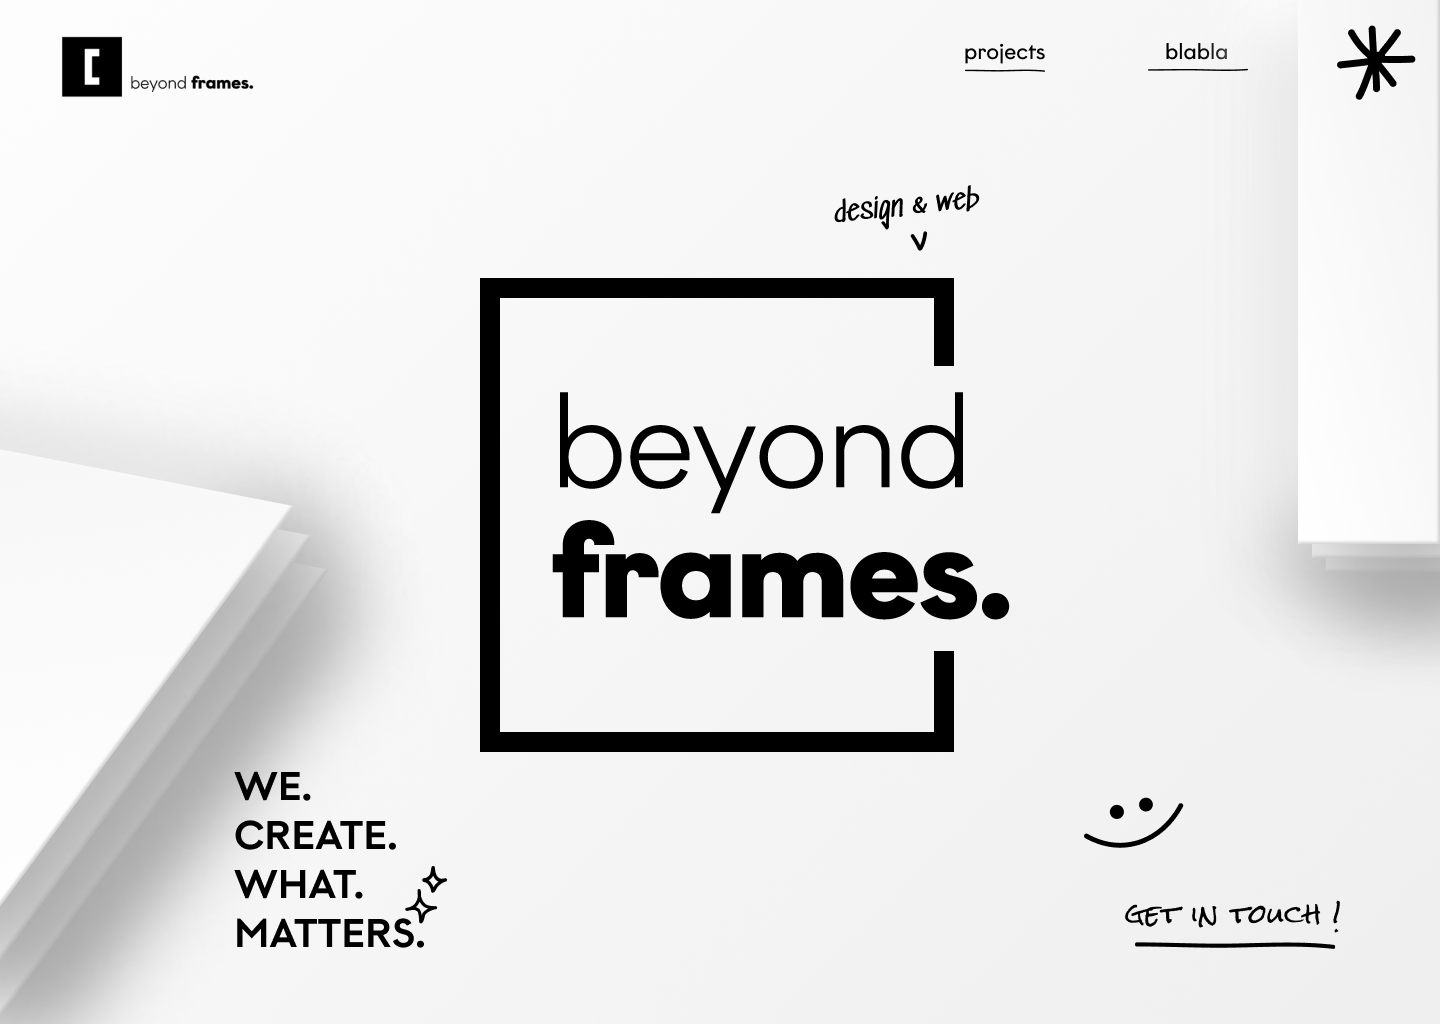 beyond frames.
projects
blabla
design & web
beyond
frames.
WE.
CREATE.
WHAT.
MATTERS.
GET IN TOUCH !